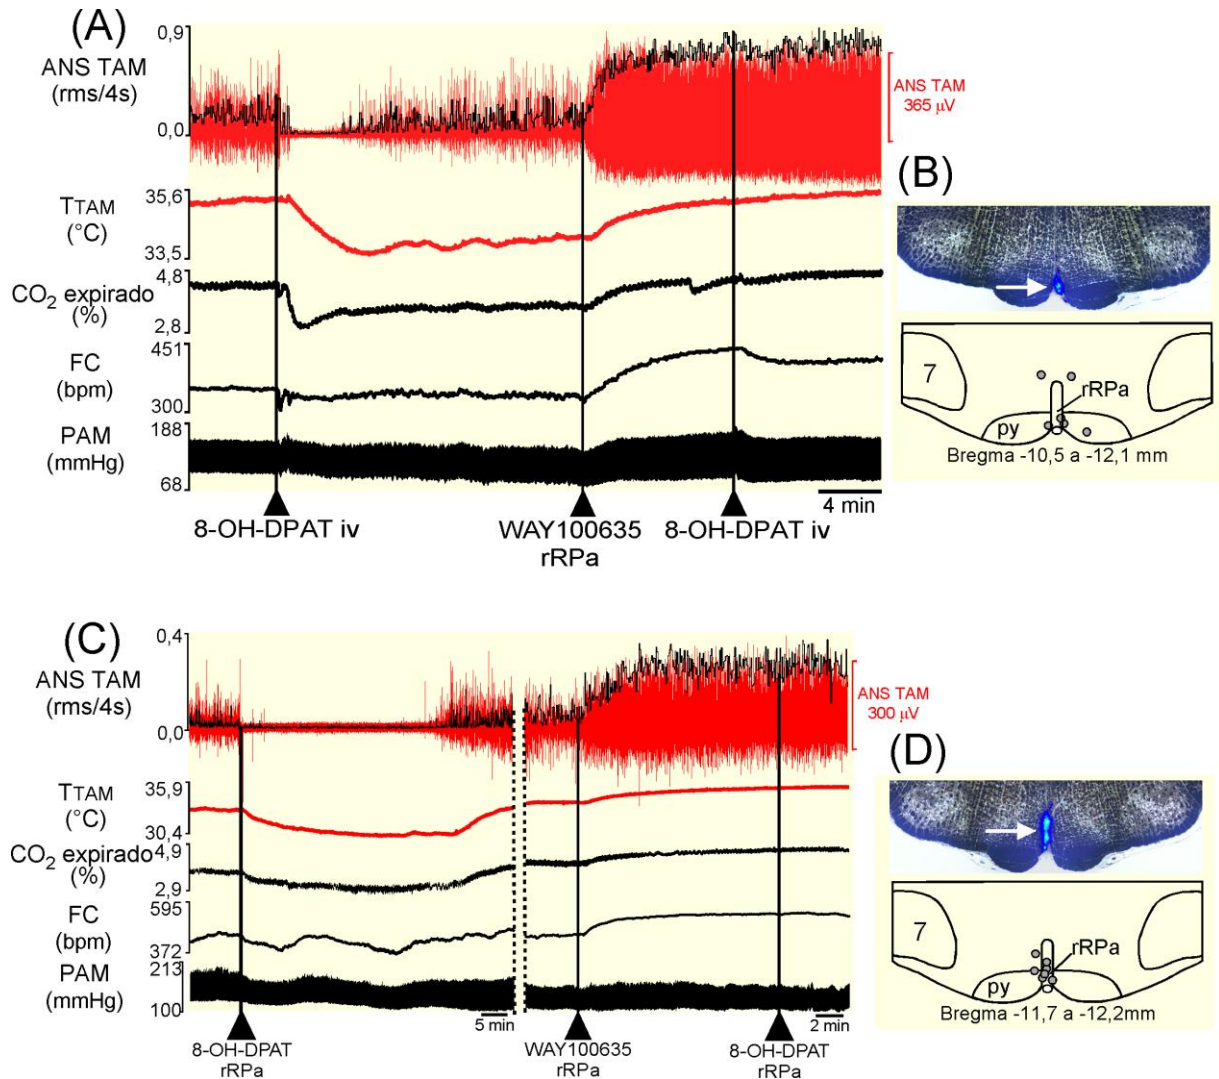 (A)
0,9
ANS TAM
(rms/4s)
0,0
ANS TAM
365 µV
35,6
TTAM
(°C)
33,5
4,8
CO2 expirado
(%)
2,8
451
FC
(bpm)
300
188
PAM
(mmHg)
68
4 min
8-OH-DPAT iv
WAY100635
rRPa
8-OH-DPAT iv
(B)
7
rRPa
py
Bregma -10,5 a -12,1 mm
(C)
0,4
ANS TAM
(rms/4s)
0,0
ANS TAM
300 µV
35,9
TTAM
(°C)
30,4
4,9
CO2 expirado
(%)
2,9
595
FC
(bpm)
372
213
PAM
(mmHg)
100
5 min
2 min
8-OH-DPAT
rRPa
WAY100635
rRPa
8-OH-DPAT
rRPa
(D)
7
rRPa
py
Bregma -11,7 a -12,2mm